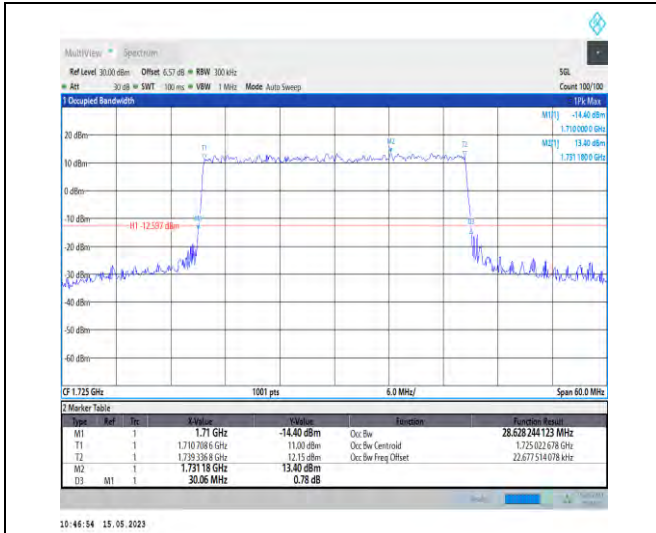 MultiView Spectrum
Ref Level 30.00 dBm Offset 6.57 dB RBW 300 kHz SGL
Att 30 dB SWT 100 ms VBW 1 MHz Mode Auto Sweep Count 100/100
1 Occupied Bandwidth 1Pk Max
M1[1] -14.40 dBm
1.710 000 0 GHz
M2[1] 13.40 dBm
1.731 180 0 GHz
T1 M2 T2
20 dBm
10 dBm
0 dBm
-10 dBm
H1 -12.597 dBm
-20 dBm
-30 dBm
-40 dBm
-50 dBm
-60 dBm
CF 1.725 GHz 1001 pts 6.0 MHz/ Span 60.0 MHz
2 Marker Table
Type Ref Trc X-Value Y-Value Function Function Result
M1 1 1.71 GHz -14.40 dBm Occ Bw 28.628 244 123 MHz
T1 1 1.710 708 6 GHz 11.00 dBm Occ Bw Centroid 1.725 022 678 GHz
T2 1 1.739 336 8 GHz 12.15 dBm Occ Bw Freq Offset 22.677 514 078 kHz
M2 1 1.731 18 GHz 13.40 dBm
D3 M1 1 30.06 MHz 0.78 dB
10:46:54 15.05.2023